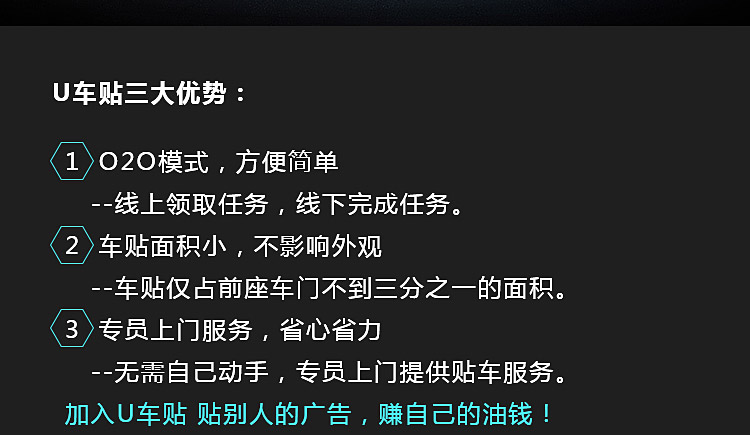 U车贴三大优势：
1 O2O模式，方便简单
--线上领取任务，线下完成任务。
2 车贴面积小，不影响外观
--车贴仅占前座车门不到三分之一的面积。
3 专员上门服务，省心省力
--无需自己动手，专员上门提供贴车服务。
加入U车贴 贴别人的广告，赚自己的油钱！